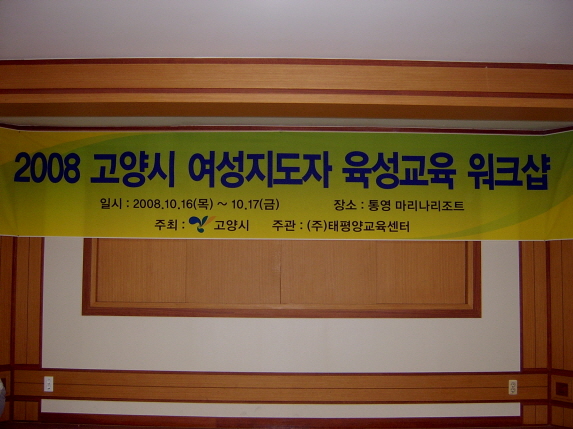 2008 고양시 여성지도자 육성교육 워크샵
일시 : 2008.10.16(목) ~ 10.17(금) 장소 : 통영 마리나리조트
주최 : 고양시 주관 : (주)태평양교육센터